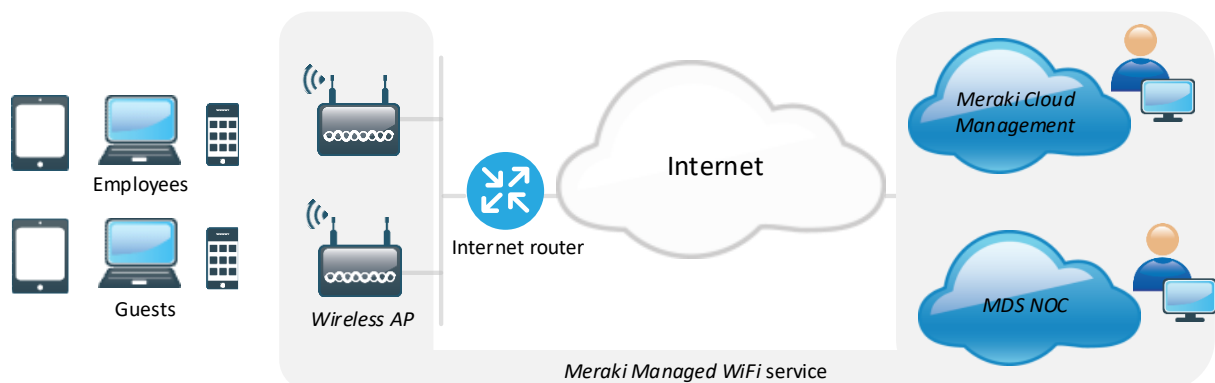 Employees
Guests
Wireless AP
Internet router
Internet
Meraki Cloud
Management
MDS NOC
Meraki Managed WiFi service